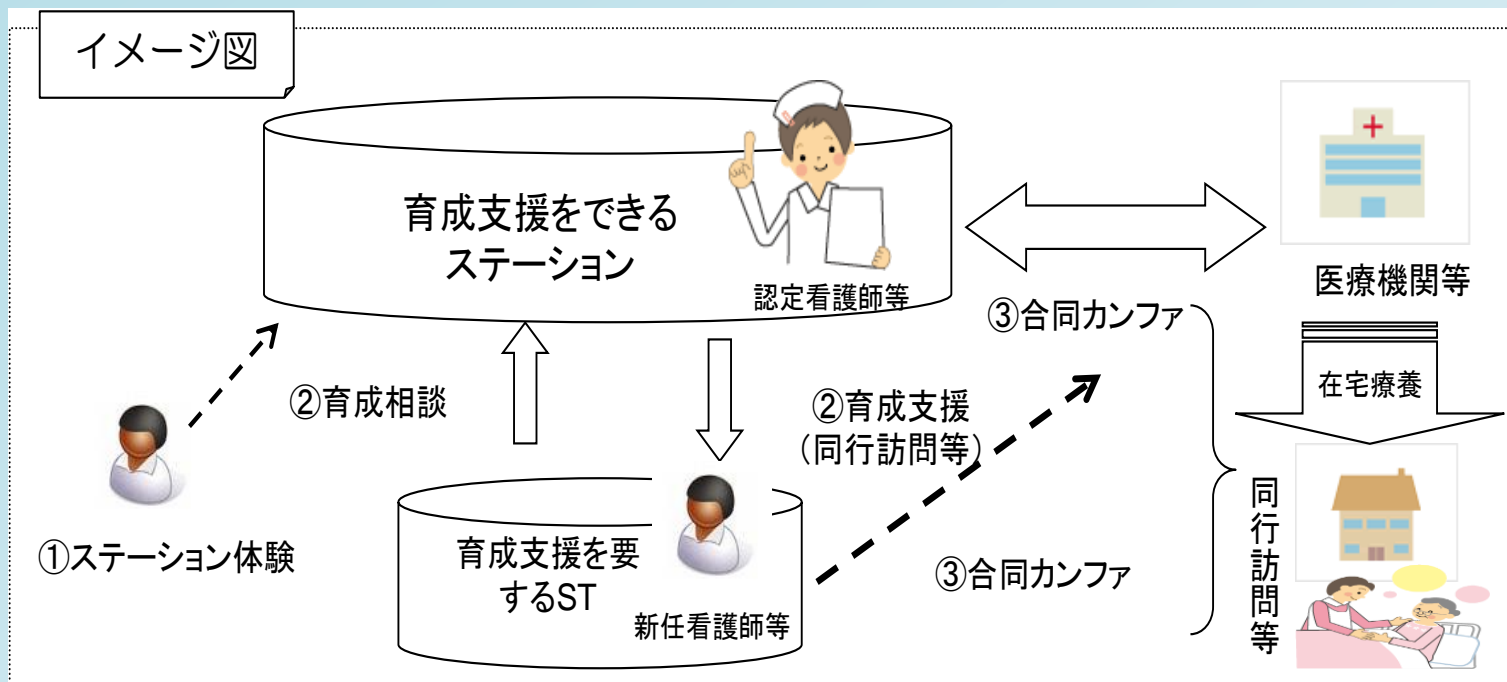 イメージ図
育成支援をできる
ステーション
認定看護師等
医療機関等
③合同カンファ
在宅療養
②育成相談
②育成支援
(同行訪問等)
①ステーション体験
育成支援を要
するST
新任看護師等
③合同カンファ
同行訪問等